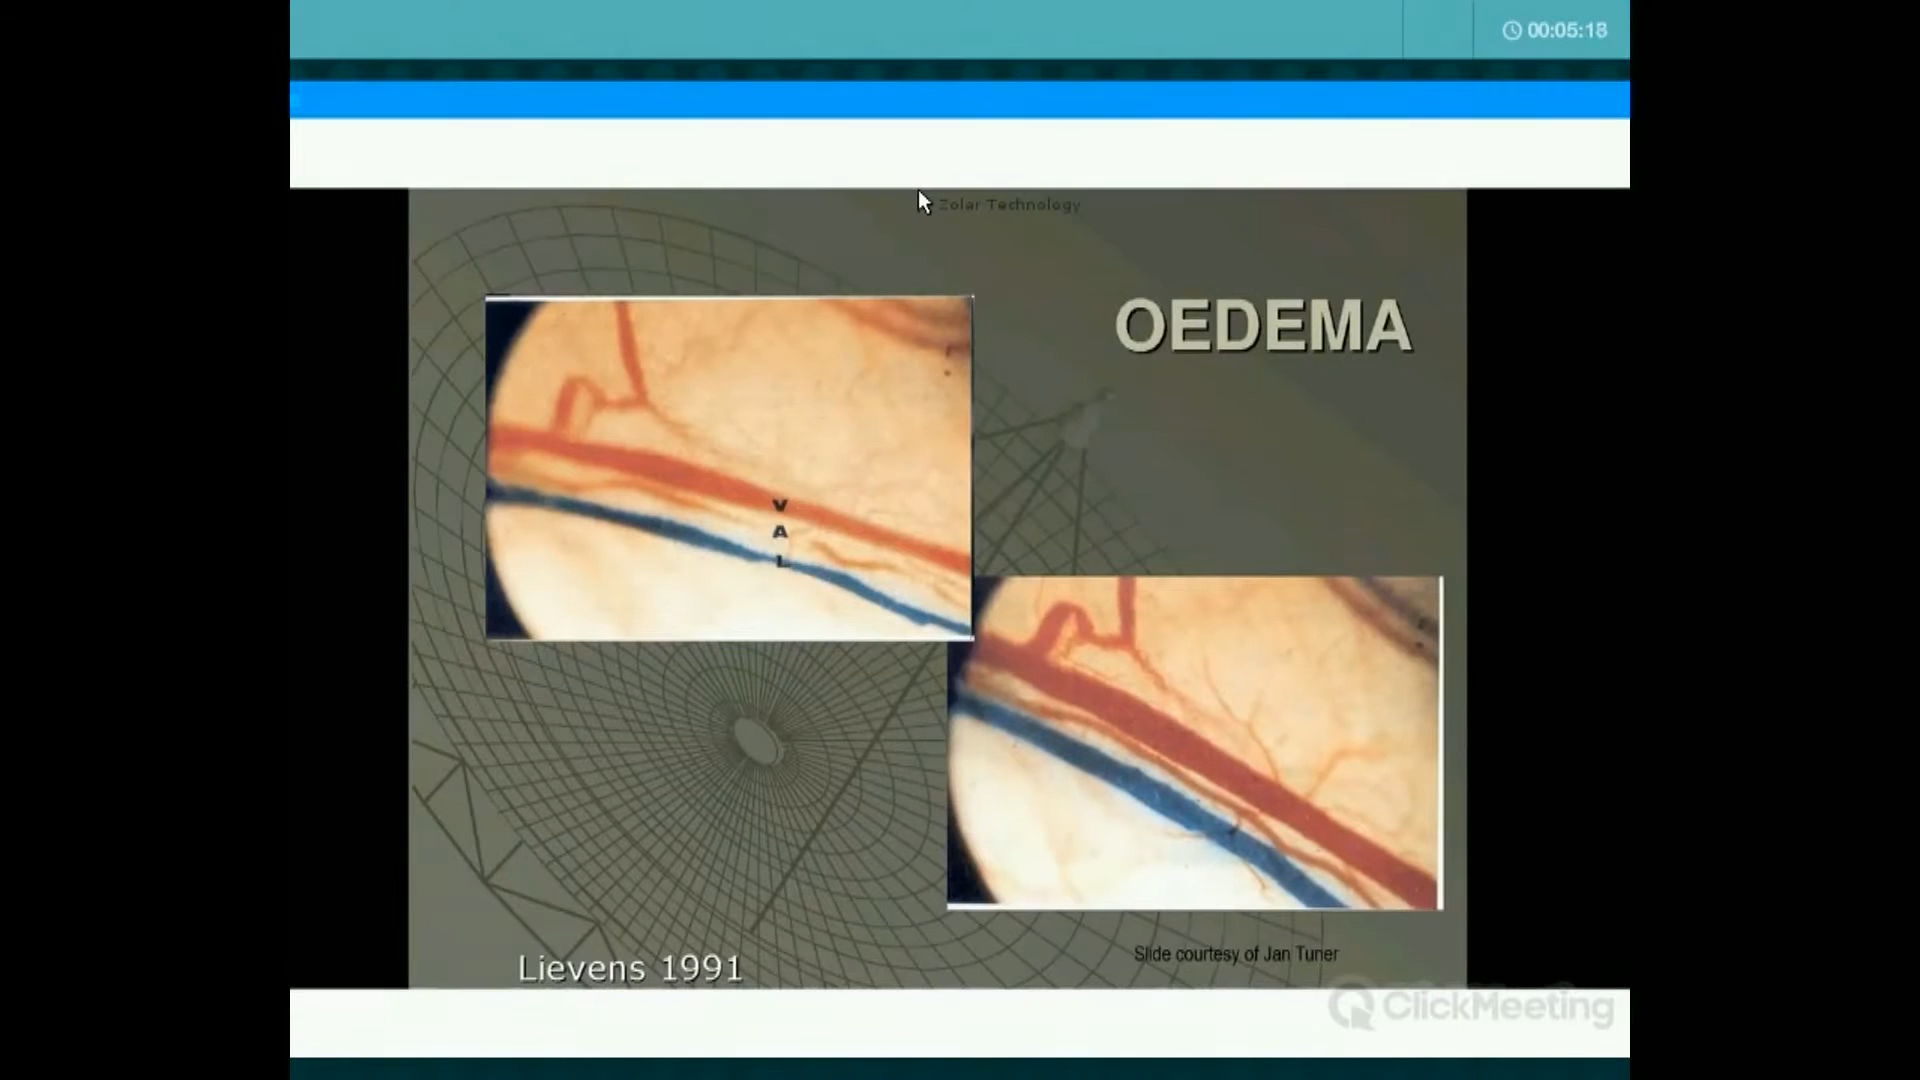 00:05:18
Zolar Technology
OEDEMA
V
A
L
Slide courtesy of Jan Tuner
Lievens 1991
ClickMeeting